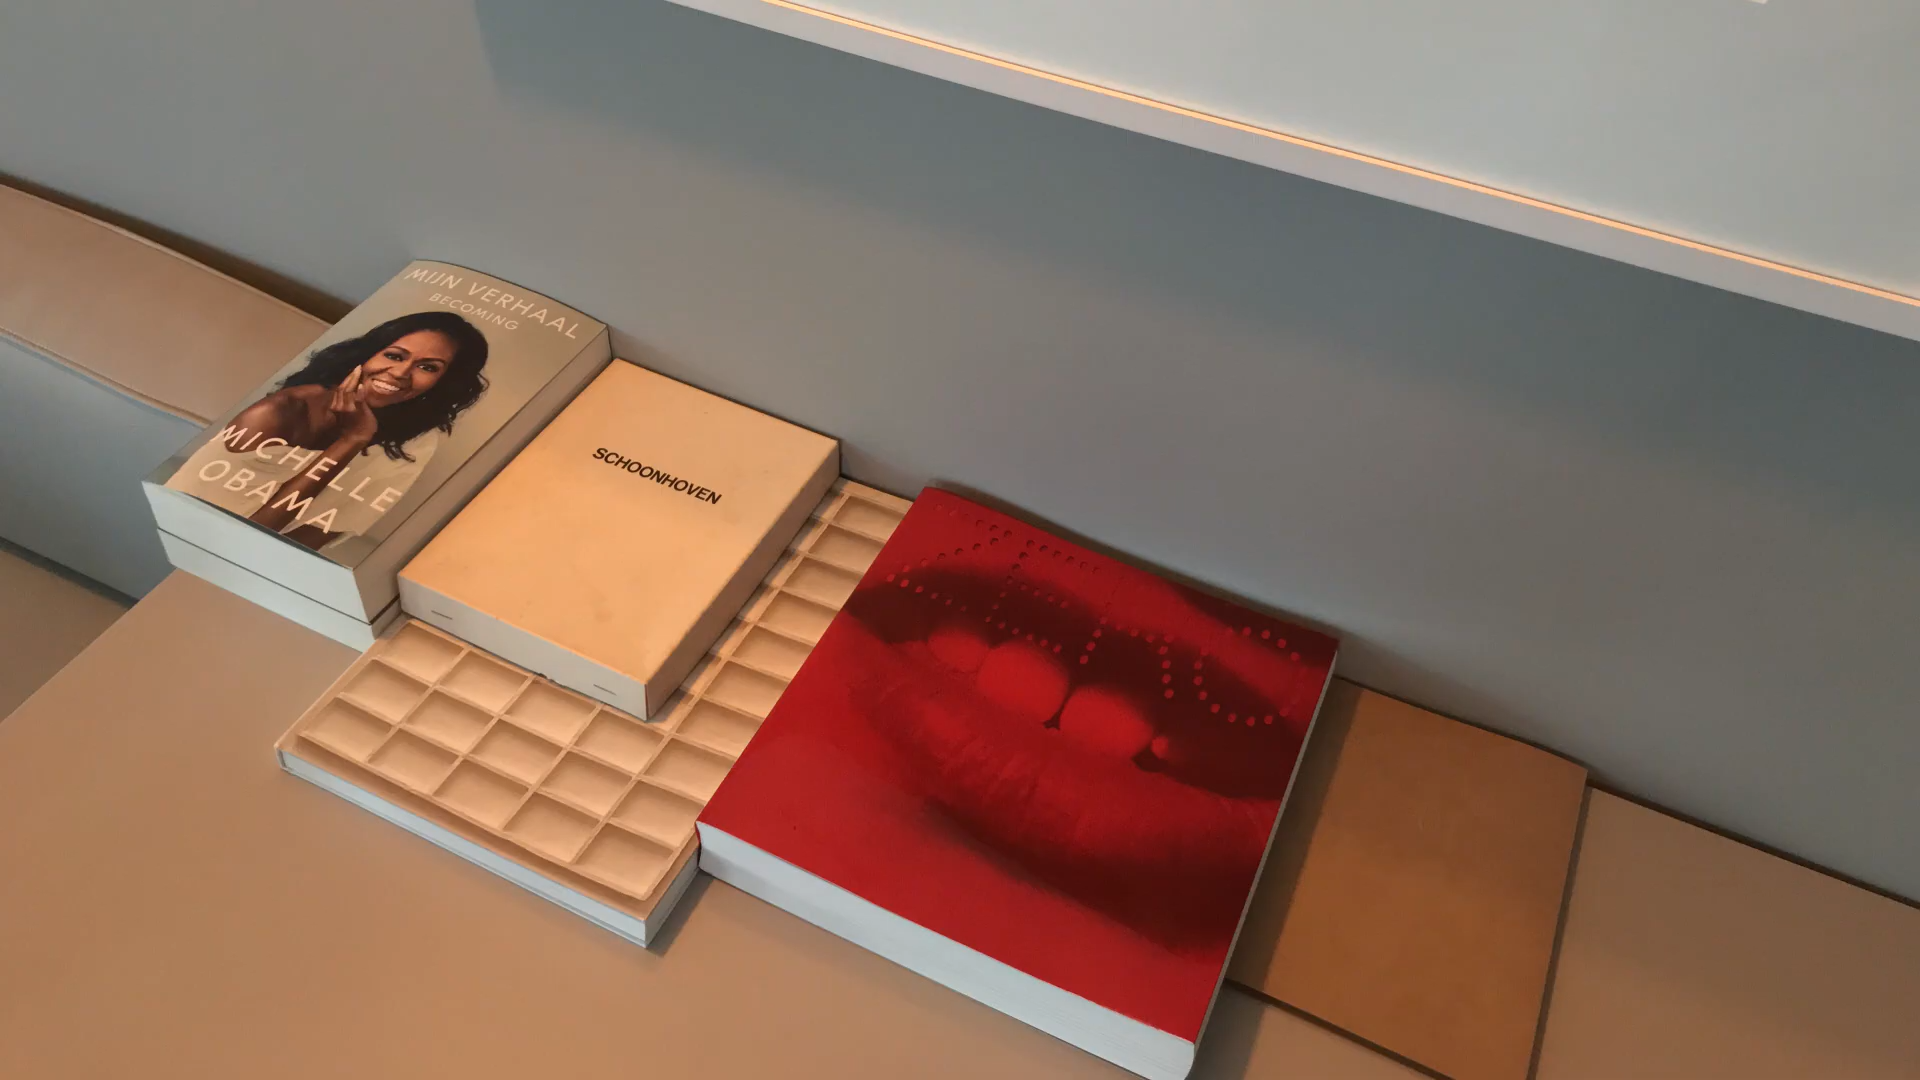 MIJN VERHAAL
BECOMING
MICHELLE
OBAMA
SCHOONHOVEN